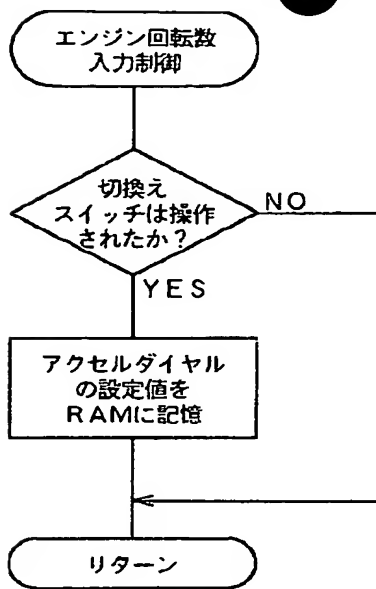 エンジン回転数
入力制御
切換え
スイッチは操作
されたか?
NO
YES
アクセルダイヤル
の設定値を
RAMに記憶
リターン